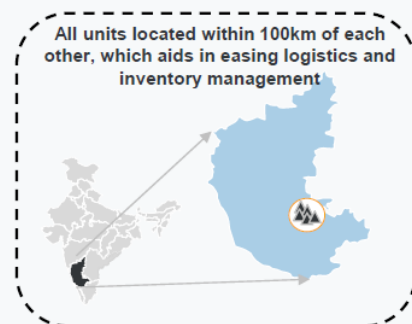 All units located within 100km of each
other, which aids in easing logistics and
inventory management